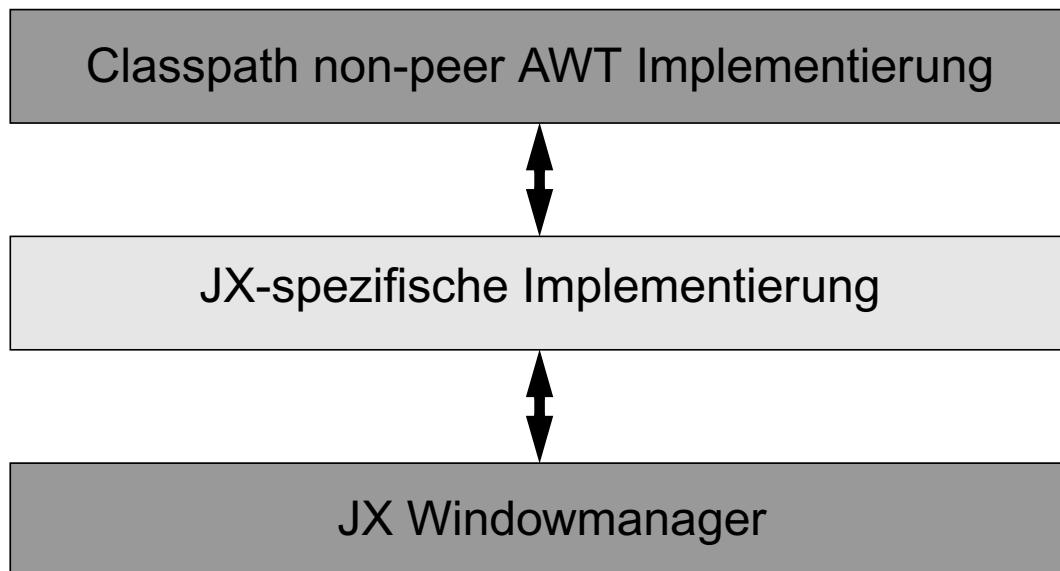 Classpath non-peer AWT Implementierung
JX-spezifische Implementierung
JX Windowmanager